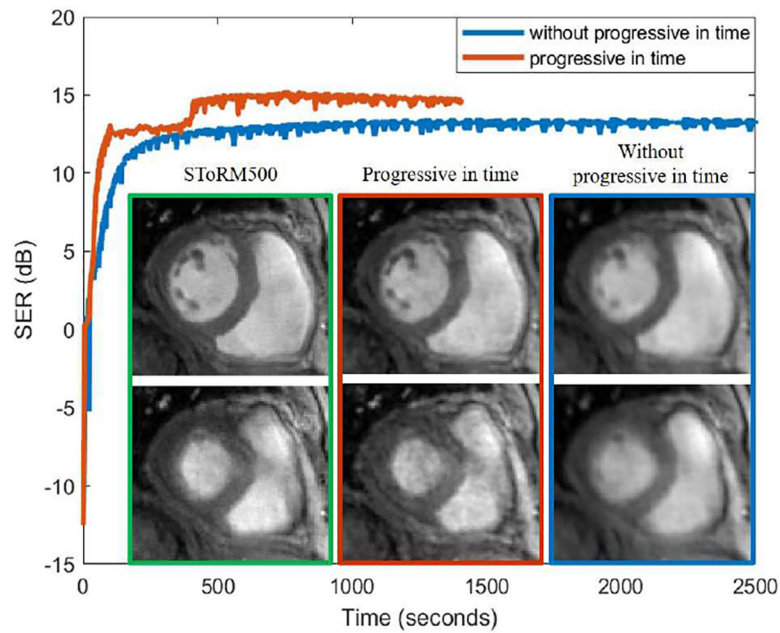 without progressive in time
progressive in time
20
15
10
5
0
-5
-10
-15
SER (dB)
SToRM500
Progressive in time
Without
progressive in time
0
500
1000
1500
2000
2500
Time (seconds)